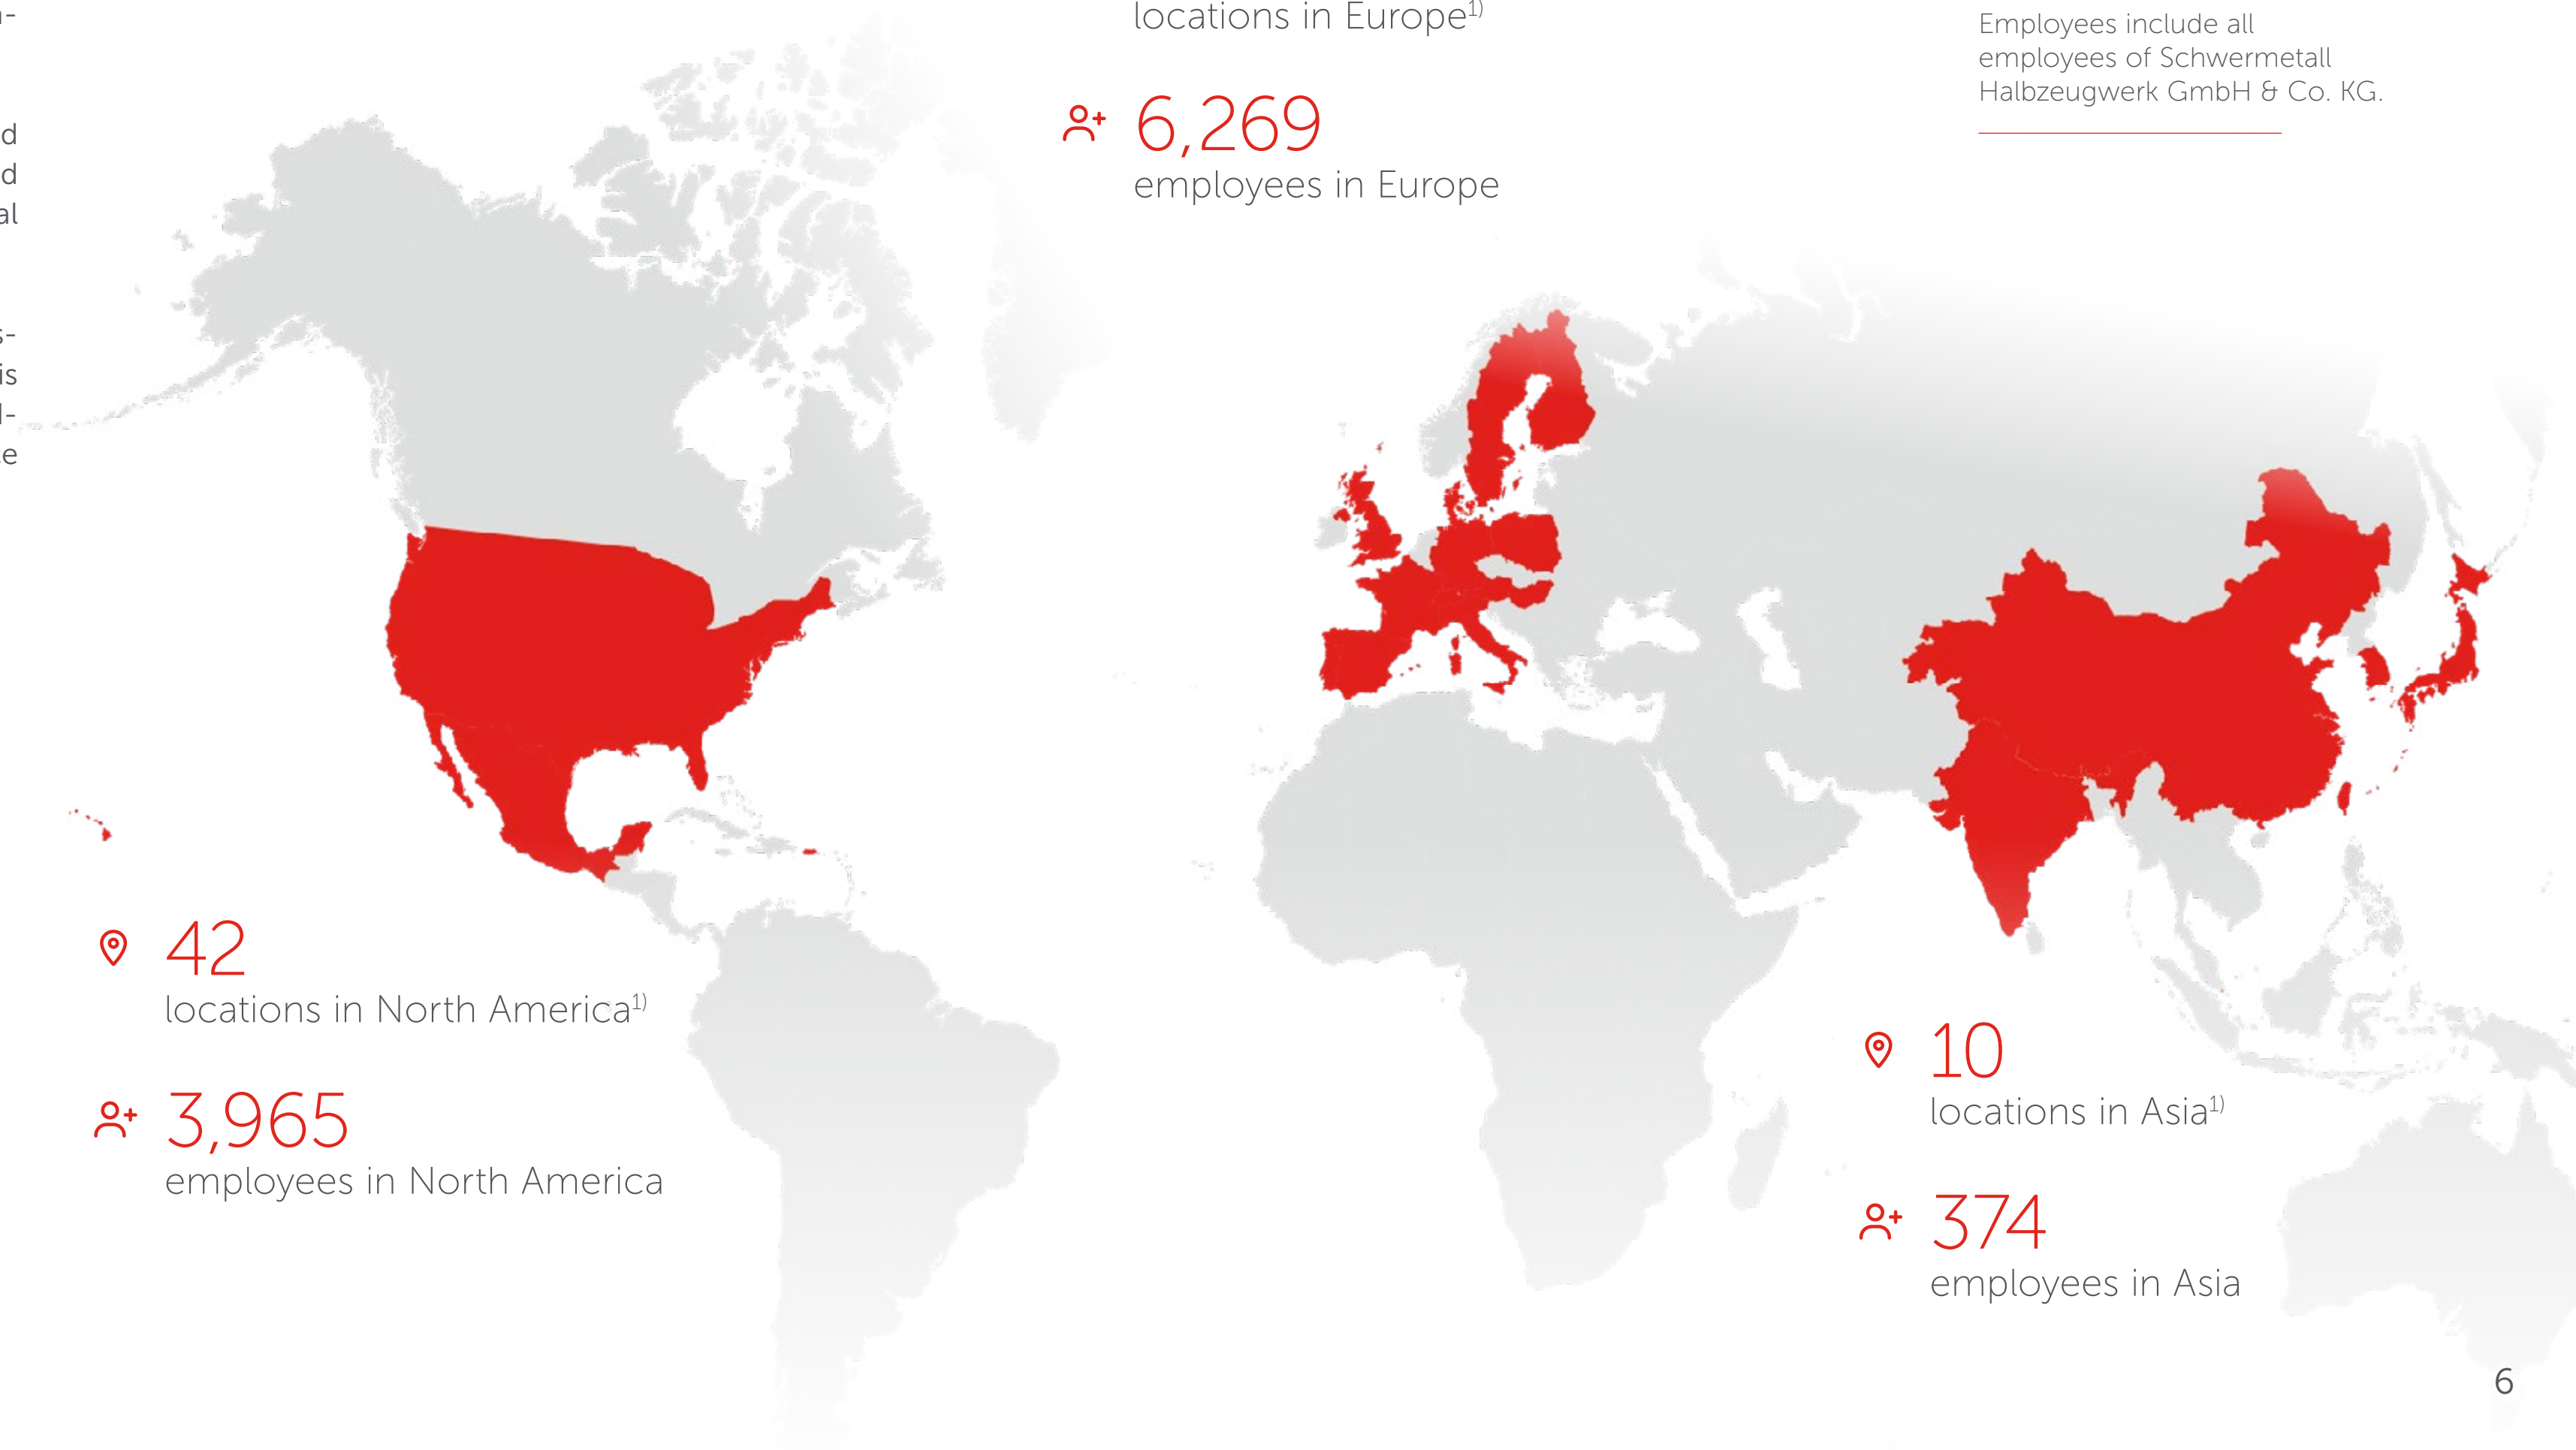 locations in Europe1)
6,269
employees in Europe
Employees include all
employees of Schwermetall
Halbzeugwerk GmbH & Co. KG.
42
locations in North America1)
3,965
employees in North America
10
locations in Asia1)
374
employees in Asia
6